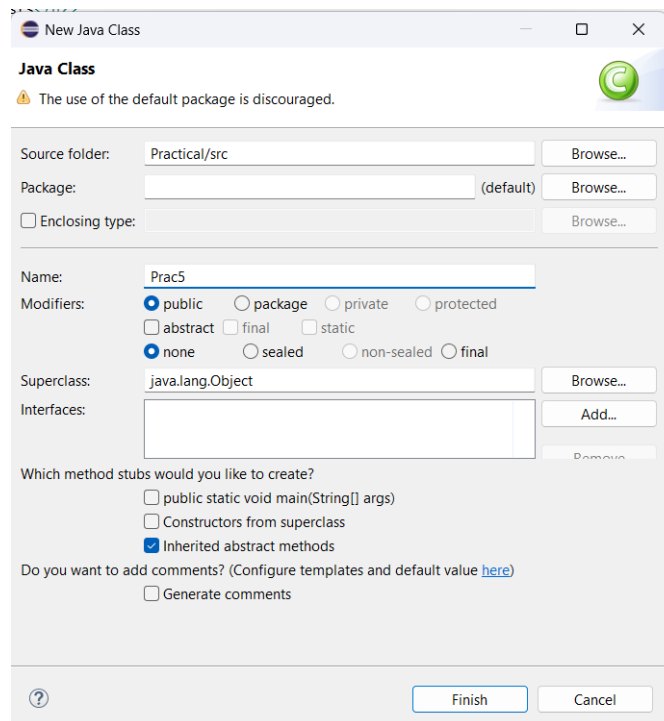 New Java Class
Java Class
The use of the default package is discouraged.
C
Source folder: Practical/src Browse...
Package: (default) Browse...
Enclosing type: Browse...
Name: Prac5
Modifiers: public package private protected
abstract final static
none sealed non-sealed final
Superclass: java.lang.Object Browse...
Interfaces: Add...
Remove
Which method stubs would you like to create?
public static void main(String[] args)
Constructors from superclass
Inherited abstract methods
Do you want to add comments? (Configure templates and default value here)
Generate comments
? Finish Cancel